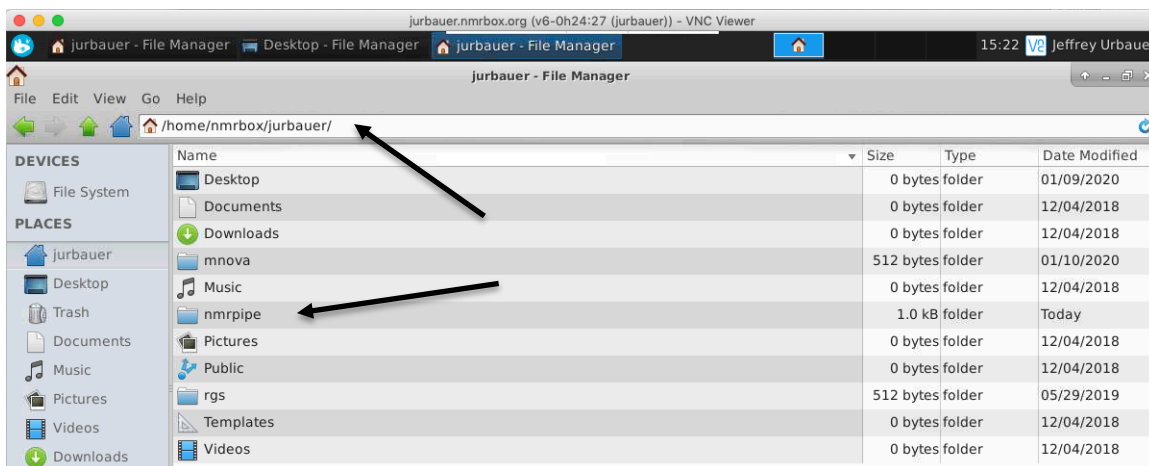 jurbauer.nmrbox.org (v6-0h24:27 (jurbauer)) - VNC Viewer
jurbauer - File Manager Desktop - File Manager jurbauer - File Manager 15:22 Jeffrey Urbaue
jurbauer - File Manager
File Edit View Go Help
/home/nmrbox/jurbauer/
DEVICES
File System
PLACES
jurbauer
Desktop
Trash
Documents
Music
Pictures
Videos
Downloads
Name Size Type Date Modified
Desktop 0 bytes folder 01/09/2020
Documents 0 bytes folder 12/04/2018
Downloads 0 bytes folder 12/04/2018
mnova 512 bytes folder 01/10/2020
Music 0 bytes folder 12/04/2018
nmrpipe 1.0 kB folder Today
Pictures 0 bytes folder 12/04/2018
Public 0 bytes folder 12/04/2018
rgs 512 bytes folder 05/29/2019
Templates 0 bytes folder 12/04/2018
Videos 0 bytes folder 12/04/2018